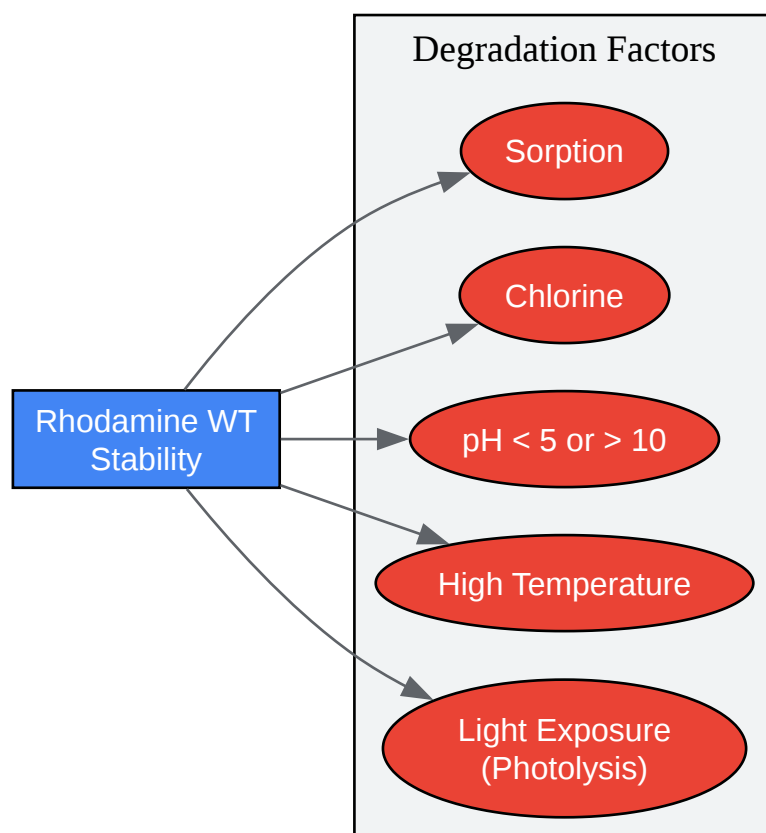 Degradation Factors
Sorption
Chlorine
Rhodamine WT
Stability
pH < 5 or > 10
High Temperature
Light Exposure
(Photolysis)